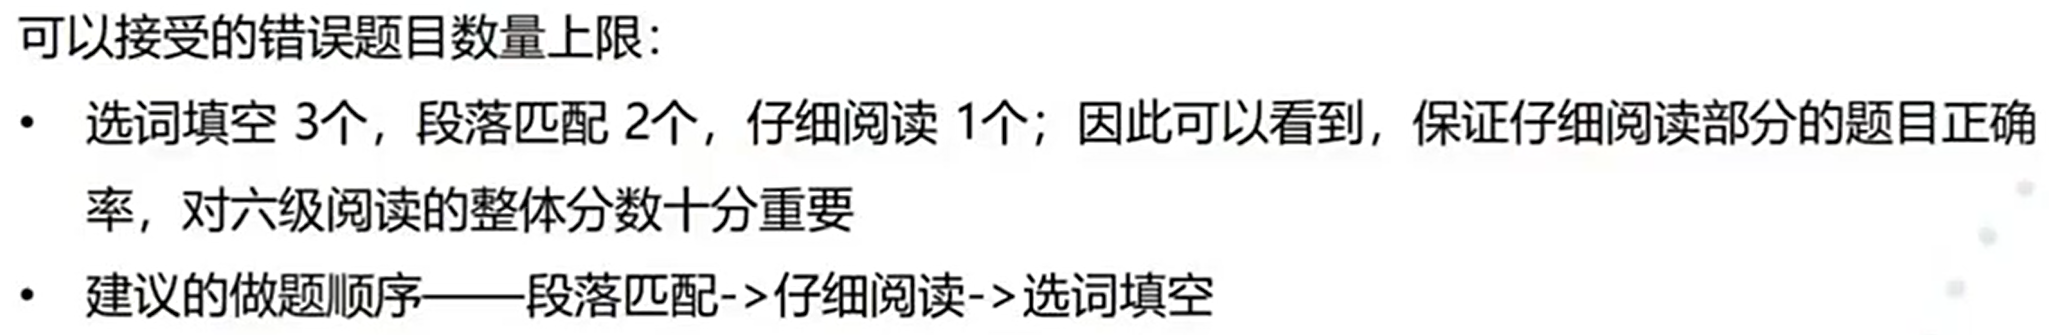 可以接受的错误题目数量上限：
• 选词填空 3个，段落匹配 2个，仔细阅读 1个；因此可以看到，保证仔细阅读部分的题目正确
率，对六级阅读的整体分数十分重要
• 建议的做题顺序——段落匹配->仔细阅读->选词填空